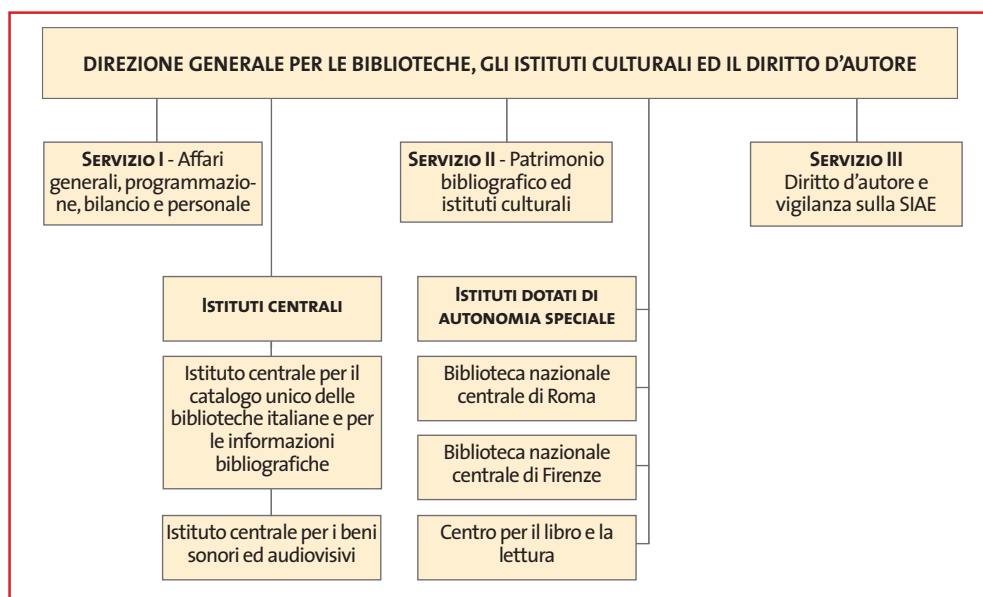 DIREZIONE GENERALE PER LE BIBLIOTECHE, GLI ISTITUTI CULTURALI ED IL DIRITTO D'AUTORE
SERVIZIO I - Affari
generali, programmazio-
ne, bilancio e personale
SERVIZIO II - Patrimonio
bibliografico ed
istituti culturali
SERVIZIO III
Diritto d'autore e
vigilanza sulla SIAE
ISTITUTI CENTRALI
Istituto centrale per il
catalogo unico delle
biblioteche italiane e per
le informazioni
bibliografiche
Istituto centrale per i beni
sonori ed audiovisivi
ISTITUTI DOTATI DI
AUTONOMIA SPECIALE
Biblioteca nazionale
centrale di Roma
Biblioteca nazionale
centrale di Firenze
Centro per il libro e la
lettura